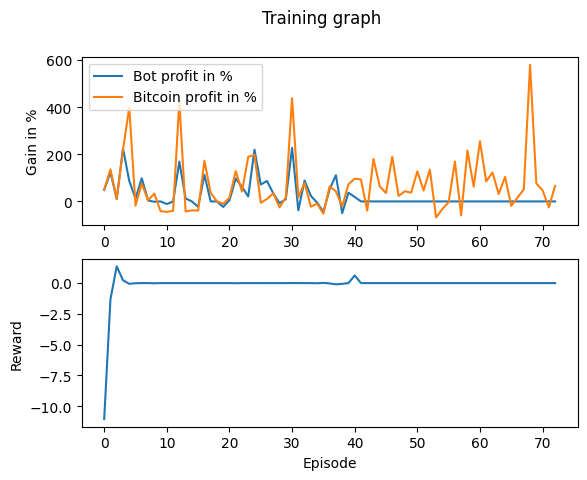 Training graph
600
400
200
0
Gain in %
Bot profit in %
Bitcoin profit in %
0 10 20 30 40 50 60 70
0.0
−2.5
−5.0
−7.5
−10.0
Reward
0 10 20 30 40 50 60 70
Episode